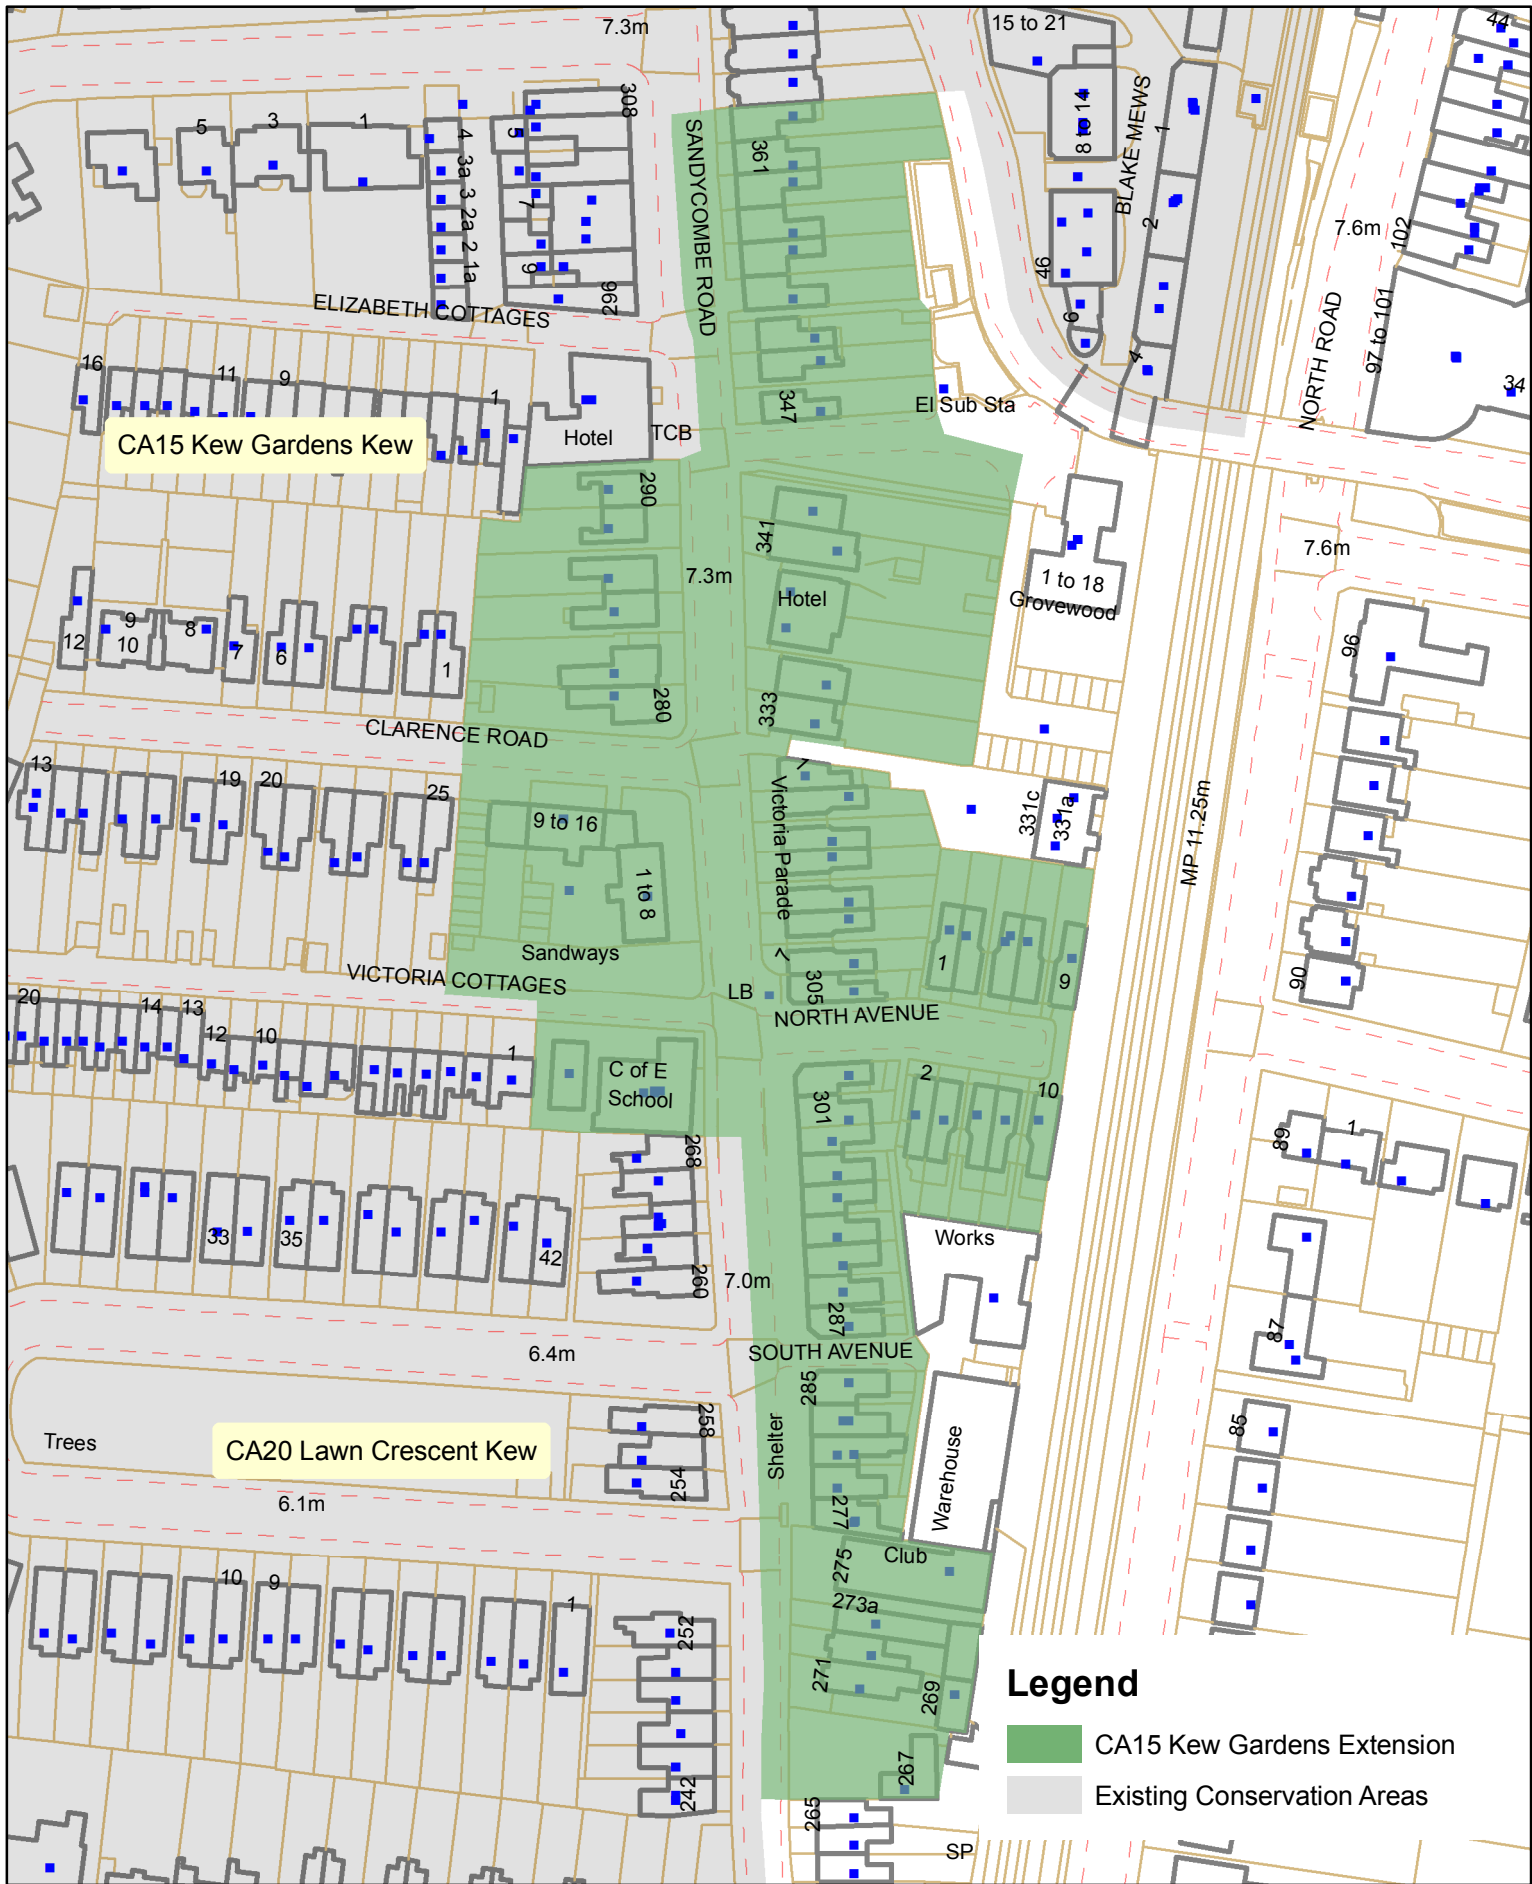 7.3m
15 to 21
44
308
5
3
1
4
3a
3
2a
2
1a
5
7
9
296
SANDYCOMBE ROAD
361
8 to 14
BLAKE MEWS
1
2
46
6
4
7.6m
102
NORTH ROAD
97 to 101
34
ELIZABETH COTTAGES
16
11
9
1
Hotel
TCB
347
El Sub Sta
CA15 Kew Gardens Kew
290
341
7.3m
Hotel
1 to 18
Grovewood
7.6m
12
9
10
8
7
6
1
280
333
96
CLARENCE ROAD
13
19
20
25
9 to 16
1 to 8
Sandways
1
Victoria Parade
7
331c
331a
MP 11.25m
1
9
90
VICTORIA COTTAGES
LB
305
NORTH AVENUE
20
14
13
12
10
1
C of E
School
301
2
10
89
1
268
33
35
42
260
7.0m
Works
287
87
SOUTH AVENUE
6.4m
285
258
85
Trees
CA20 Lawn Crescent Kew
254
Shelter
277
Warehouse
6.1m
275
Club
273a
10
9
1
252
271
269
242
267
265
SP
Legend
CA15 Kew Gardens Extension
Existing Conservation Areas